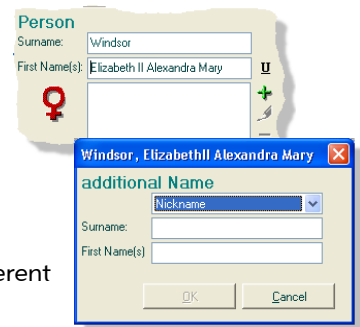 Person
Surname: Windsor
First Name(s): Elizabeth II Alexandra Mary U
Windsor, ElizabethII Alexandra Mary
additional Name
Nickname
Surname:
First Name(s)
erent
OK Cancel